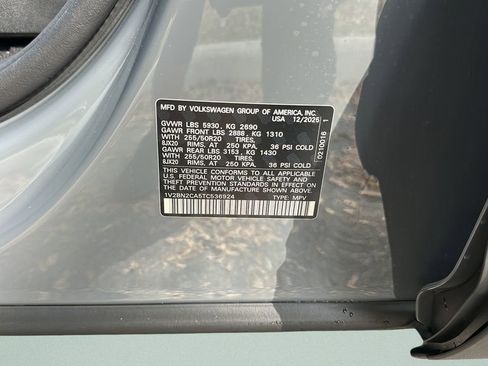 MFD BY VOLKSWAGEN GROUP OF AMERICA, INC.
USA 12/2025
GVWR LBS 5930, KG 2690
GAWR FRONT LBS 2888, KG 1310
WITH 255/50R20 TIRES,
8JX20 RIMS, AT 250 KPA, 36 PSI COLD
GAWR REAR LBS 3153, KG 1430
WITH 255/50R20 TIRES,
8JX20 RIMS, AT 250 KPA, 36 PSI COLD
THIS VEHICLE CONFORMS TO ALL APPLICABLE
U.S. FEDERAL MOTOR VEHICLE SAFETY AND
THEFT PREVENTION STANDARDS IN EFFECT ON
THE DATE OF MANUFACTURE SHOWN ABOVE.
1V2BN2CA5TC536924 TYPE: MPV
0210016 1